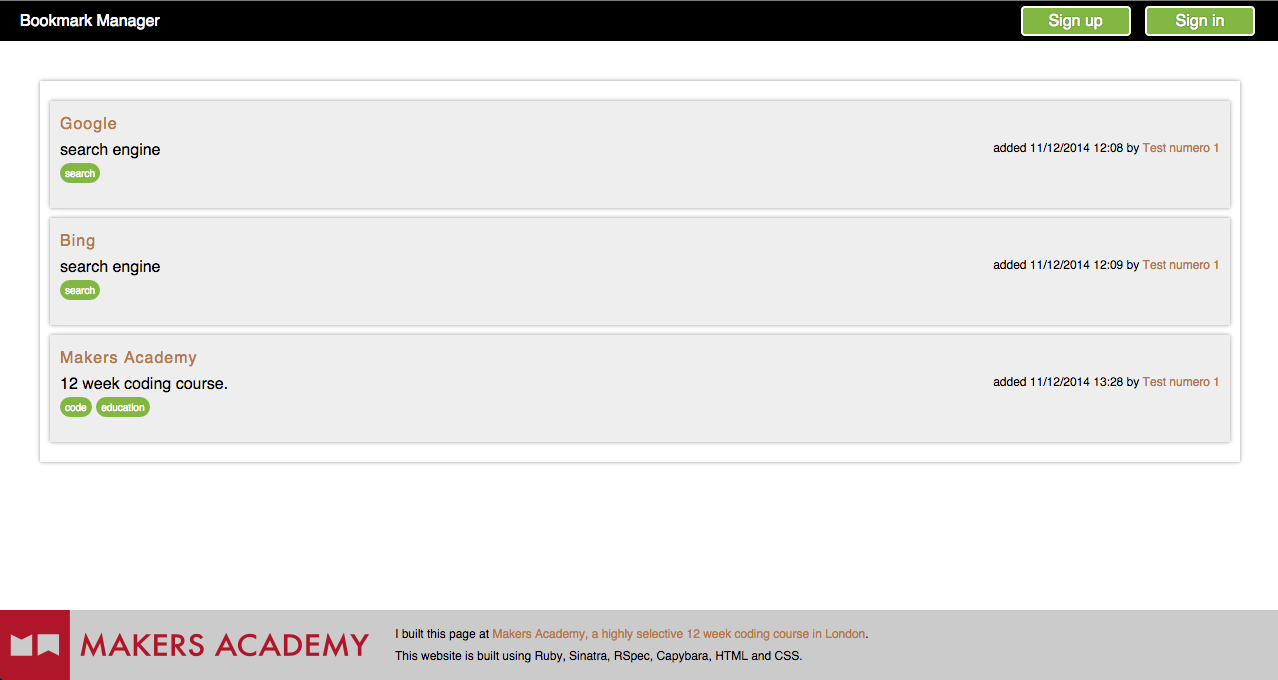 Bookmark Manager Sign up Sign in
Google
search engine
added 11/12/2014 12:08 by Test numero 1
search
Bing
search engine
added 11/12/2014 12:09 by Test numero 1
search
Makers Academy
12 week coding course.
added 11/12/2014 13:28 by Test numero 1
code education
MAKERS ACADEMY
I built this page at Makers Academy, a highly selective 12 week coding course in London.
This website is built using Ruby, Sinatra, RSpec, Capybara, HTML and CSS.